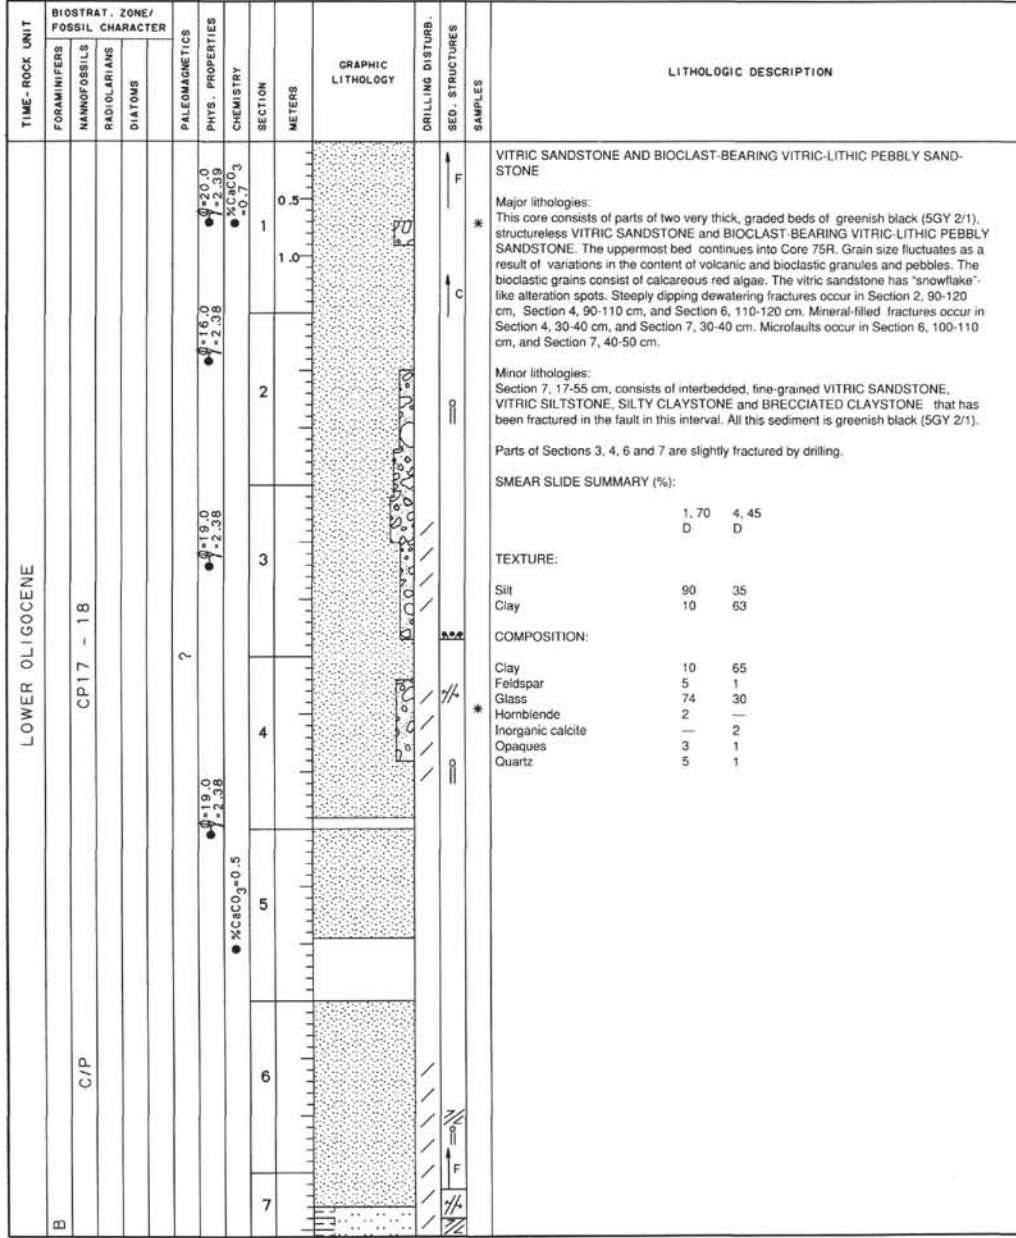 TIME-ROCK UNIT
BIOSTRAT. ZONE/
FOSSIL CHARACTER
FORAMINIFERS
NANNOFOSSILS
RADIOLARIANS
DIATOMS
PALEOMAGNETICS
PHYS. PROPERTIES
CHEMISTRY
SECTION
METERS
GRAPHIC
LITHOLOGY
DRILLING DISTURB.
SED. STRUCTURES
SAMPLES
LITHOLOGIC DESCRIPTION
LOWER OLIGOCENE
B
CP17 - 18
C/P
?
=20.0
=2.39
=16.0
=2.38
=19.0
=2.38
=19.0
=2.38
%CaCO3
=0.7
%CaCO3=0.5
1
2
3
4
5
6
7
0.5
1.0
F
C
F
*
*
VITRIC SANDSTONE AND BIOCLAST-BEARING VITRIC-LITHIC PEBBLY SAND-
STONE
Major lithologies:
This core consists of parts of two very thick, graded beds of greenish black (5GY 2/1),
structureless VITRIC SANDSTONE and BIOCLAST-BEARING VITRIC-LITHIC PEBBLY
SANDSTONE. The uppermost bed continues into Core 75R. Grain size fluctuates as a
result of variations in the content of volcanic and bioclastic granules and pebbles. The
bioclastic grains consist of calcareous red algae. The vitric sandstone has "snowflake"-
like alteration spots. Steeply dipping dewatering fractures occur in Section 2, 90-120
cm, Section 4, 90-110 cm, and Section 6, 110-120 cm. Mineral-filled fractures occur in
Section 4, 30-40 cm, and Section 7, 30-40 cm. Microfaults occur in Section 6, 100-110
cm, and Section 7, 40-50 cm.
Minor lithologies:
Section 7, 17-55 cm, consists of interbedded, fine-grained VITRIC SANDSTONE,
VITRIC SILTSTONE, SILTY CLAYSTONE and BRECCIATED CLAYSTONE that has
been fractured in the fault in this interval. All this sediment is greenish black (5GY 2/1).
Parts of Sections 3, 4, 6 and 7 are slightly fractured by drilling.
SMEAR SLIDE SUMMARY (%):
1, 70 4, 45
D D
TEXTURE:
Silt 90 35
Clay 10 63
COMPOSITION:
Clay 10 65
Feldspar 5 1
Glass 74 30
Hornblende 2 —
Inorganic calcite — 2
Opaques 3 1
Quartz 5 1